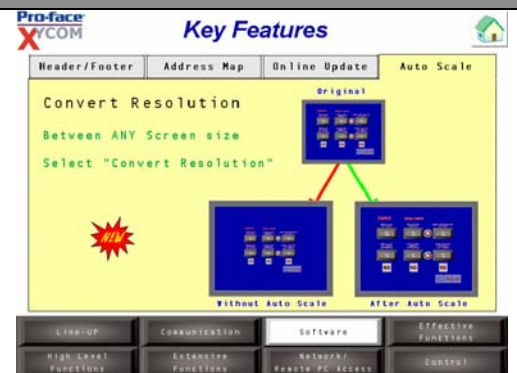 Pro-face
XYCOM
Key Features
Header/Footer
Address Map
Online Update
Auto Scale
Convert Resolution
Between ANY Screen size
Select "Convert Resolution"
NEW
Original
Without Auto Scale
After Auto Scale
Line-UP
Communication
Software
Effective
Functions
High Level
Functions
Extensive
Functions
Network/
Remote PC Access
Control